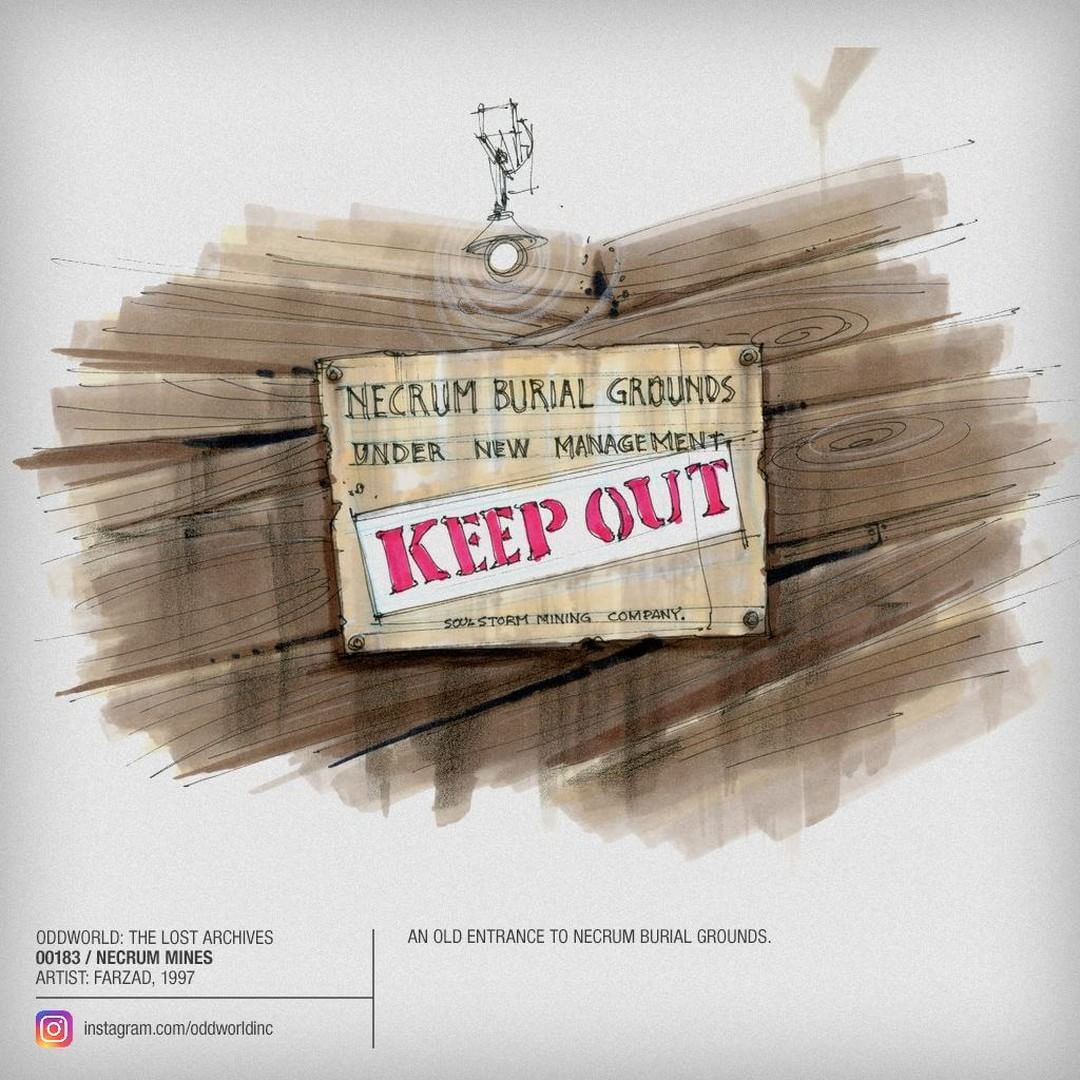 NECRUM BURIAL GROUNDS
UNDER NEW MANAGEMENT
KEEP OUT
SOULSTORM MINING COMPANY.
ODDWORLD: THE LOST ARCHIVES
00183 / NECRUM MINES
ARTIST: FARZAD, 1997
instagram.com/oddworldinc
AN OLD ENTRANCE TO NECRUM BURIAL GROUNDS.